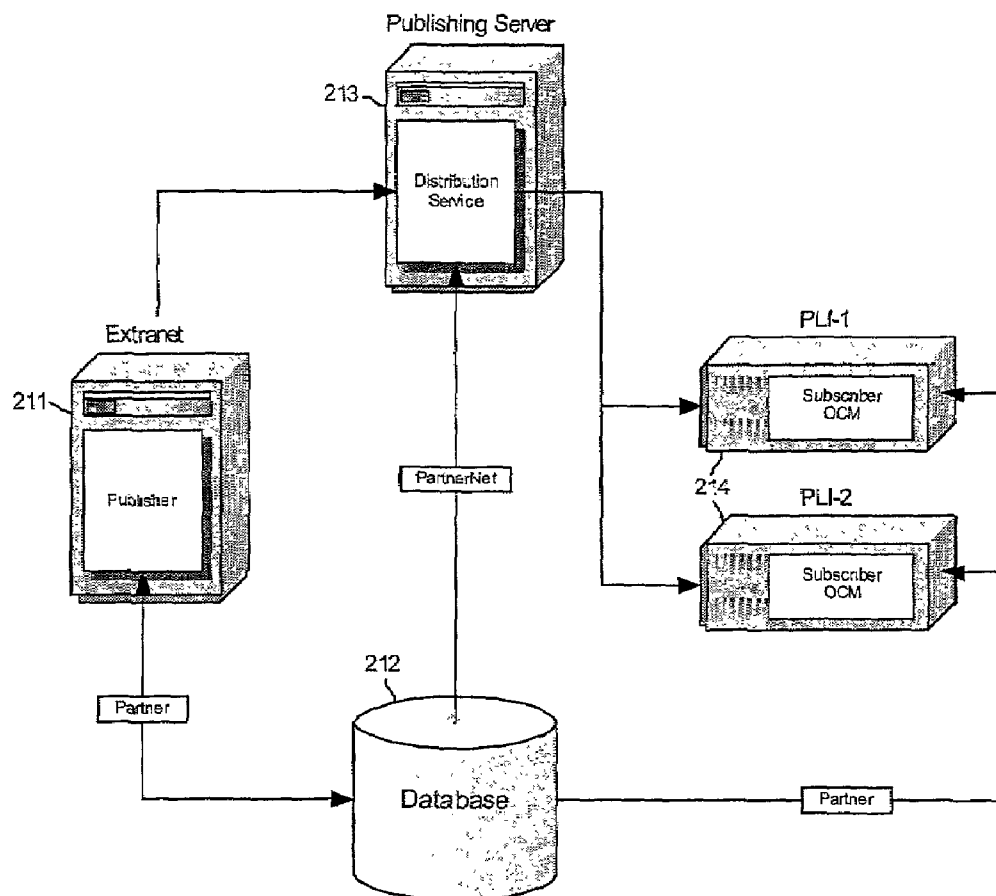 Publishing Server
213
Distribution
Service
Extranet
211
Publisher
PLI-1
Subscriber
OCM
214
PLI-2
Subscriber
OCM
PartnerNet
212
Partner
Database
Partner